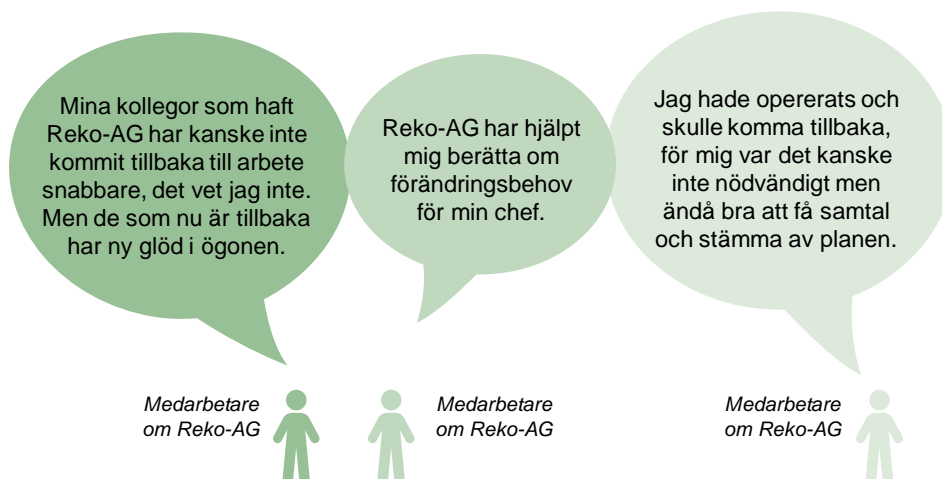 Mina kollegor som haft
Reko-AG har kanske inte
kommit tillbaka till arbete
snabbare, det vet jag inte.
Men de som nu är tillbaka
har ny glöd i ögonen.
Reko-AG har hjälpt
mig berätta om
förändringsbehov
för min chef.
Jag hade opererats och
skulle komma tillbaka,
för mig var det kanske
inte nödvändigt men
ändå bra att få samtal
och stämma av planen.
Medarbetare
om Reko-AG
Medarbetare
om Reko-AG
Medarbetare
om Reko-AG